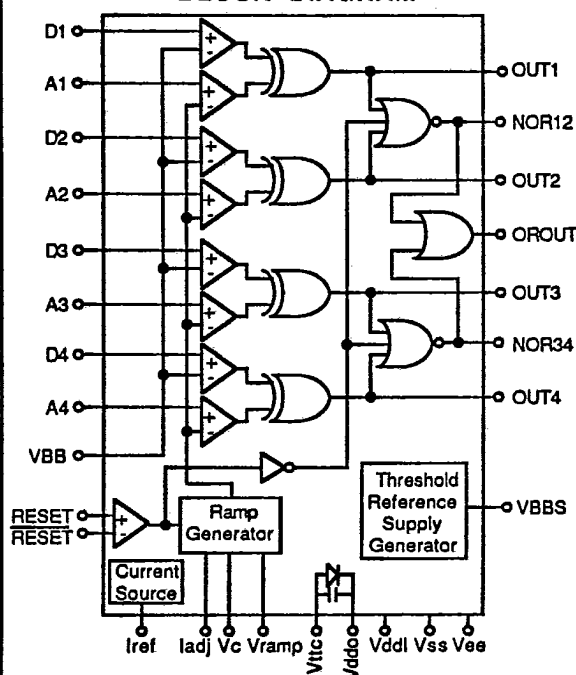 D1
OUT1
A1
NOR12
D2
OUT2
A2
OROUT
D3
OUT3
A3
NOR34
D4
OUT4
A4
VBB
RESET
RESET
Ramp
Generator
Threshold
Reference
Supply
Generator
VBBS
Current
Source
Iref
Iadj
Vc
Vramp
Vttc
Vddo
Vddl
Vss
Vee
+
-
+
-
+
-
+
-
+
-
+
-
+
-
+
-
+
-